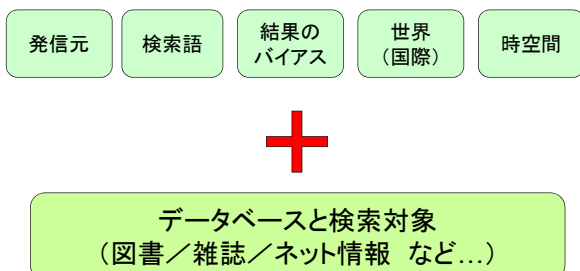 発信元
検索語
結果の
バイアス
世界
（国際）
時空間
データベースと検索対象
（図書／雑誌／ネット情報 など…）